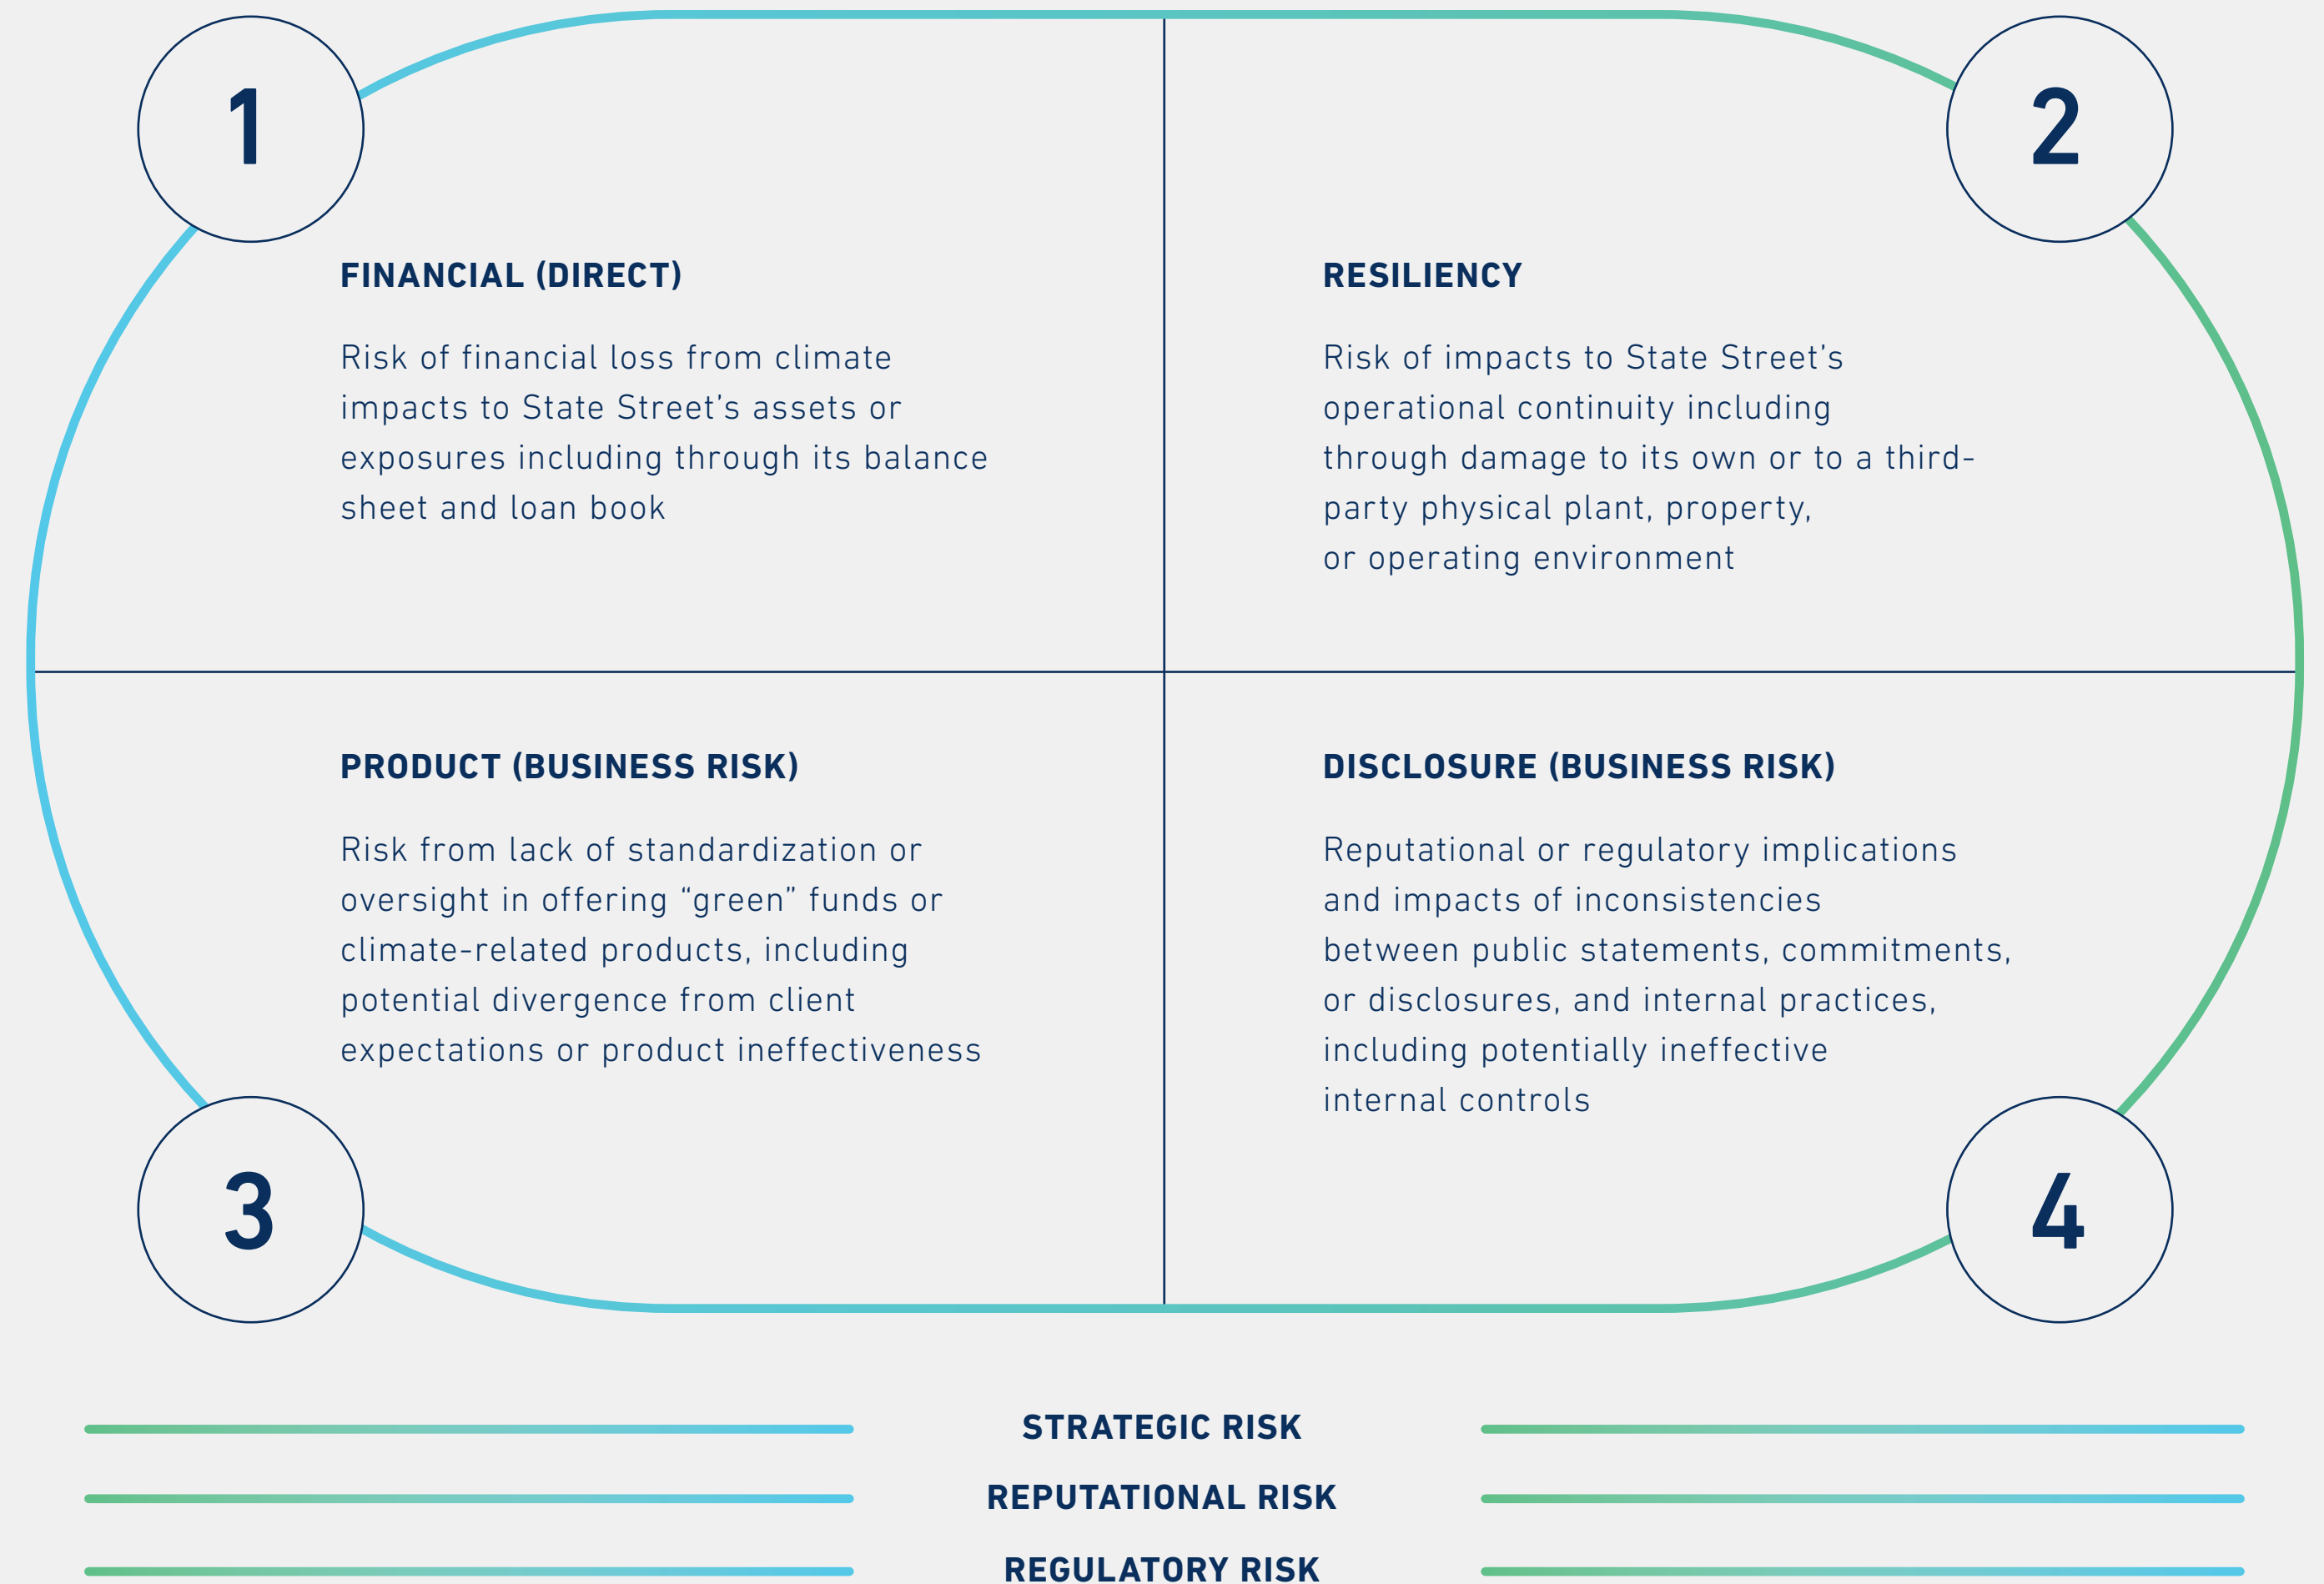 1
FINANCIAL (DIRECT)
Risk of financial loss from climate
impacts to State Street’s assets or
exposures including through its balance
sheet and loan book
2
RESILIENCY
Risk of impacts to State Street’s
operational continuity including
through damage to its own or to a third-
party physical plant, property,
or operating environment
3
PRODUCT (BUSINESS RISK)
Risk from lack of standardization or
oversight in offering “green” funds or
climate-related products, including
potential divergence from client
expectations or product ineffectiveness
4
DISCLOSURE (BUSINESS RISK)
Reputational or regulatory implications
and impacts of inconsistencies
between public statements, commitments,
or disclosures, and internal practices,
including potentially ineffective
internal controls
STRATEGIC RISK
REPUTATIONAL RISK
REGULATORY RISK